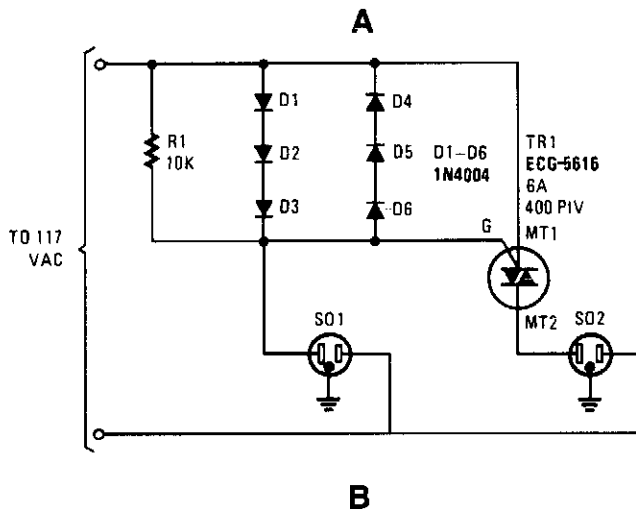 A
D1
D4
R1
10K
D2
D5
D1-D6
1N4004
TR1
ECG-5616
6A
400 PIV
D3
D6
G
MT1
TO 117
VAC
SO1
MT2
SO2
B